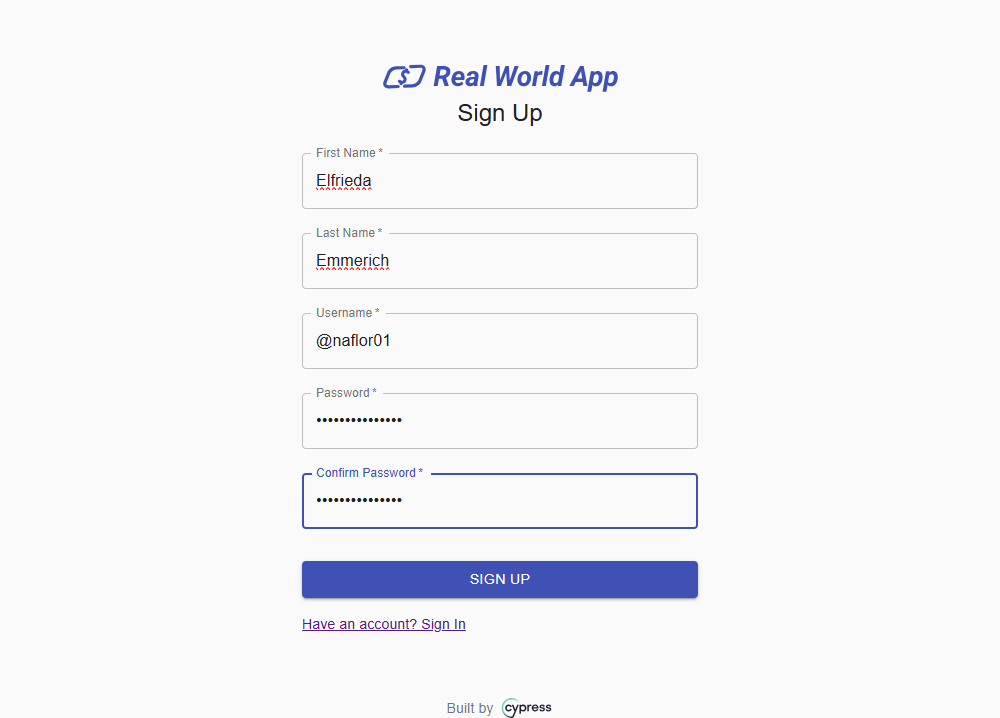 Real World App
Sign Up
First Name *
Elfrieda
Last Name *
Emmerich
Username *
@naflor01
Password *
•••••••••••••••
Confirm Password *
•••••••••••••••
SIGN UP
Have an account? Sign In
Built by cypress